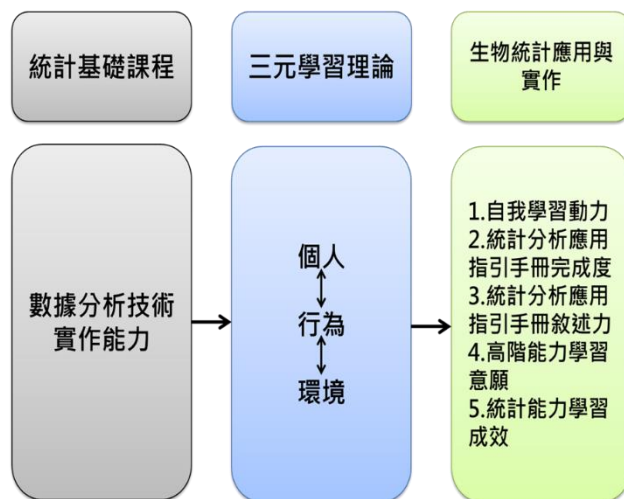 統計基礎課程
三元學習理論
生物統計應用與
實作
數據分析技術
實作能力
個人
行為
環境
1.自我學習動力
2.統計分析應用
指引手冊完成度
3.統計分析應用
指引手冊敘述力
4.高階能力學習
意願
5.統計能力學習
成效